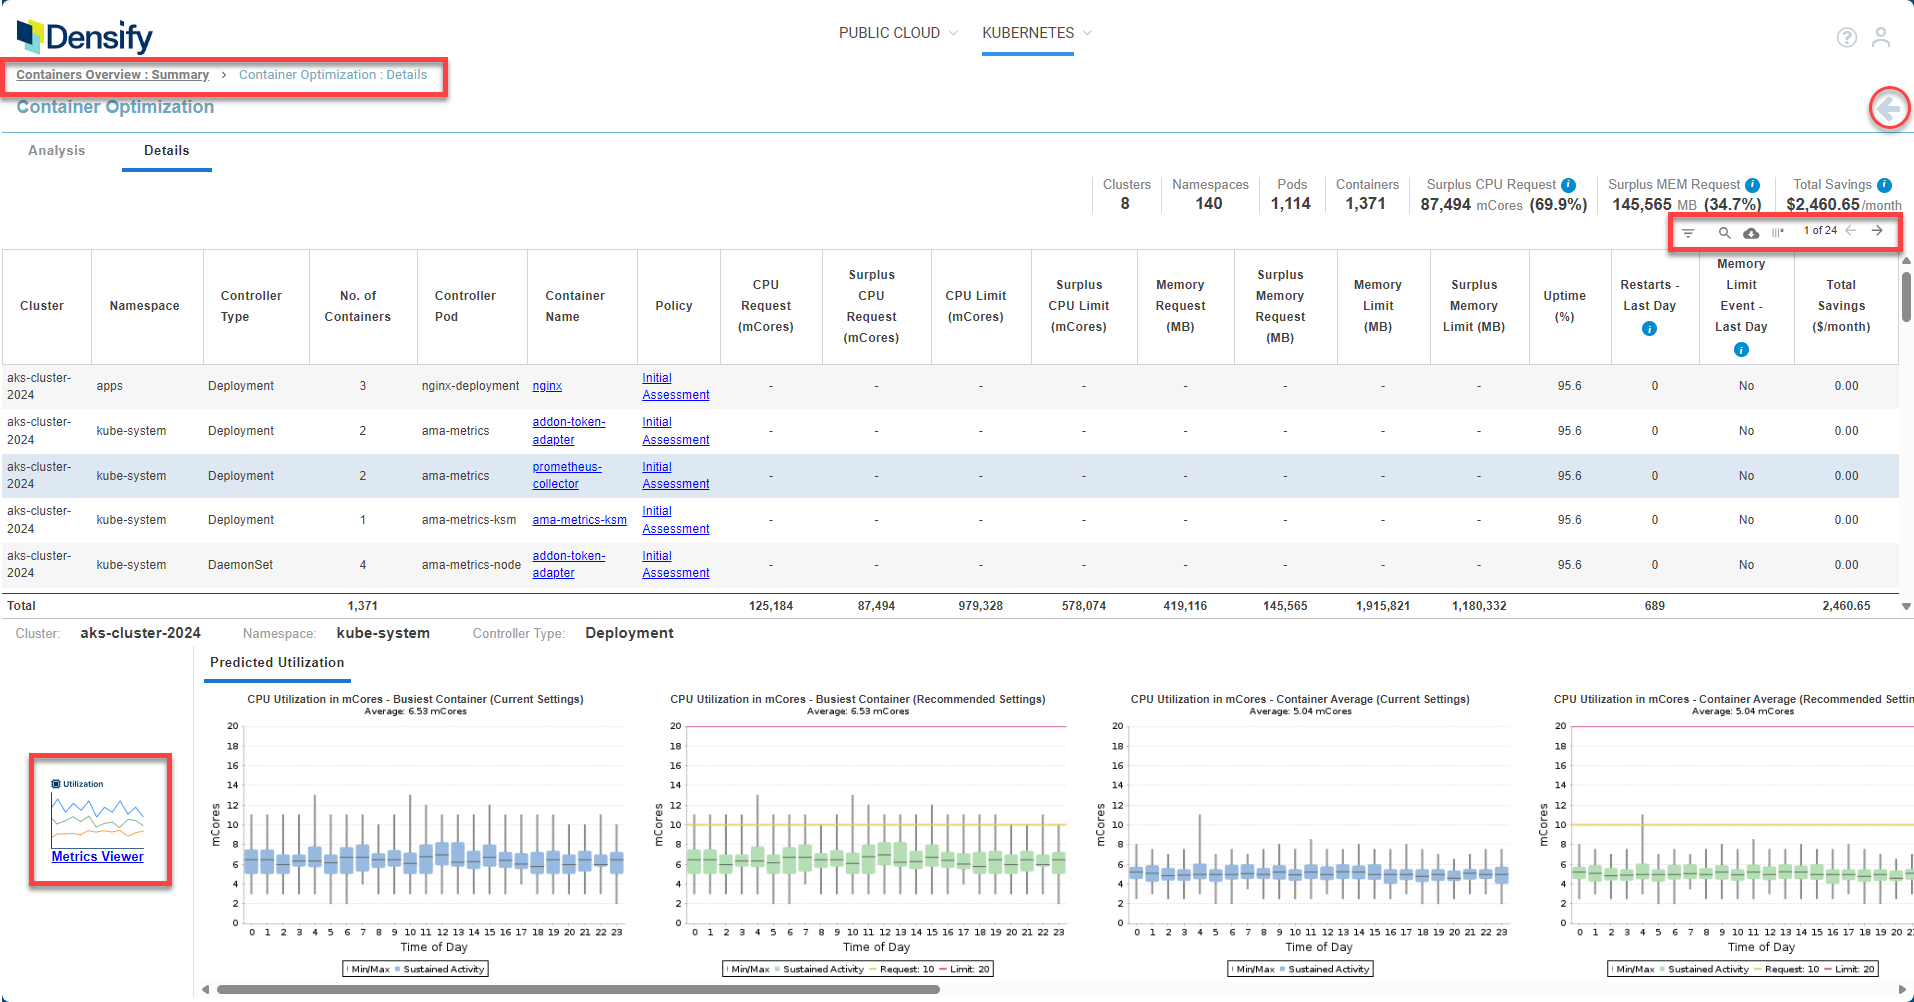 Densify
PUBLIC CLOUD
KUBERNETES
Containers Overview : Summary › Container Optimization : Details
Container Optimization
Analysis
Details
Clusters 8
Namespaces 140
Pods 1,114
Containers 1,371
Surplus CPU Request 87,494 mCores (69.9%)
Surplus MEM Request 145,565 MB (34.7%)
Total Savings $2,460.65/month
1 of 24
Cluster
Namespace
Controller Type
No. of Containers
Controller Pod
Container Name
Policy
CPU Request (mCores)
Surplus CPU Request (mCores)
CPU Limit (mCores)
Surplus CPU Limit (mCores)
Memory Request (MB)
Surplus Memory Request (MB)
Memory Limit (MB)
Surplus Memory Limit (MB)
Uptime (%)
Restarts - Last Day
Memory Limit Event - Last Day
Total Savings ($/month)
aks-cluster-2024 apps Deployment 3 nginx-deployment nginx Initial Assessment - - - - - - - - 95.6 0 No 0.00
aks-cluster-2024 kube-system Deployment 2 ama-metrics addon-token-adapter Initial Assessment - - - - - - - - 95.6 0 No 0.00
aks-cluster-2024 kube-system Deployment 2 ama-metrics prometheus-collector Initial Assessment - - - - - - - - 95.6 0 No 0.00
aks-cluster-2024 kube-system Deployment 1 ama-metrics-ksm ama-metrics-ksm Initial Assessment - - - - - - - - 95.6 0 No 0.00
aks-cluster-2024 kube-system DaemonSet 4 ama-metrics-node addon-token-adapter Initial Assessment - - - - - - - - 95.6 0 No 0.00
Total 1,371 125,184 87,494 979,328 578,074 419,116 145,565 1,915,821 1,180,332 689 2,460.65
Cluster: aks-cluster-2024 Namespace: kube-system Controller Type: Deployment
Predicted Utilization
Utilization
Metrics Viewer
CPU Utilization in mCores - Busiest Container (Current Settings)
Average: 6.53 mCores
mCores
20
18
16
14
12
10
8
6
4
2
0
0 1 2 3 4 5 6 7 8 9 10 11 12 13 14 15 16 17 18 19 20 21 22 23
Time of Day
Min/Max Sustained Activity
CPU Utilization in mCores - Busiest Container (Recommended Settings)
Average: 6.53 mCores
mCores
20
18
16
14
12
10
8
6
4
2
0
0 1 2 3 4 5 6 7 8 9 10 11 12 13 14 15 16 17 18 19 20 21 22 23
Time of Day
Min/Max Sustained Activity Request: 10 Limit: 20
CPU Utilization in mCores - Container Average (Current Settings)
Average: 5.04 mCores
mCores
20
18
16
14
12
10
8
6
4
2
0
0 1 2 3 4 5 6 7 8 9 10 11 12 13 14 15 16 17 18 19 20 21 22 23
Time of Day
Min/Max Sustained Activity
CPU Utilization in mCores - Container Average (Recommended Settin
Average: 5.04 mCores
mCores
20
18
16
14
12
10
8
6
4
2
0
0 1 2 3 4 5 6 7 8 9 10 11 12 13 14 15 16 17 18 19 20 2
Time of Day
Min/Max Sustained Activity Request: 10 Limit: 20